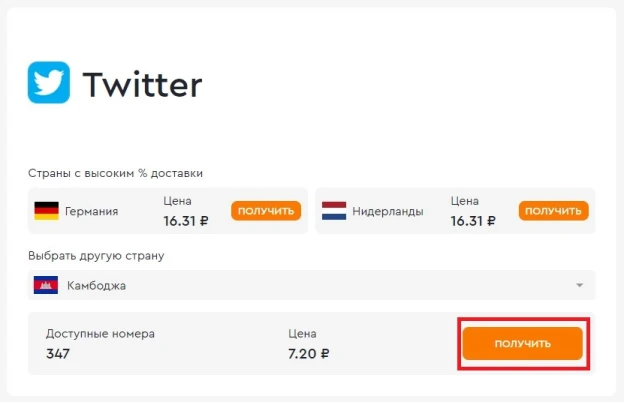 Twitter
Страны с высоким % доставки
Германия
Цена
16.31 ₽
ПОЛУЧИТЬ
Нидерланды
Цена
16.31 ₽
ПОЛУЧИТЬ
Выбрать другую страну
Камбоджа
Доступные номера
347
Цена
7.20 ₽
ПОЛУЧИТЬ